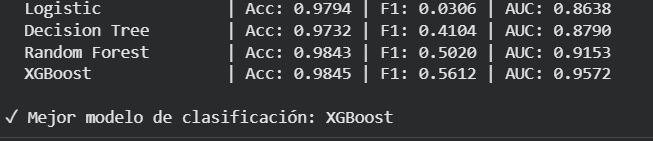 Logistic | Acc: 0.9794 | F1: 0.0306 | AUC: 0.8638
Decision Tree | Acc: 0.9732 | F1: 0.4104 | AUC: 0.8790
Random Forest | Acc: 0.9843 | F1: 0.5020 | AUC: 0.9153
XGBoost | Acc: 0.9845 | F1: 0.5612 | AUC: 0.9572
✓ Mejor modelo de clasificación: XGBoost